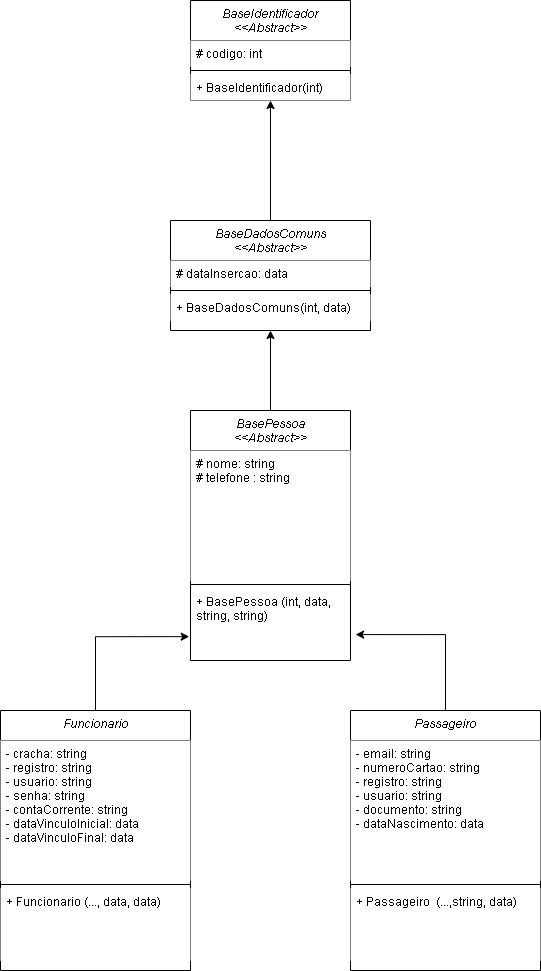 BaseIdentificador
<<Abstract>>
# codigo: int
+ BaseIdentificador(int)
BaseDadosComuns
<<Abstract>>
# dataInsercao: data
+ BaseDadosComuns(int, data)
BasePessoa
<<Abstract>>
# nome: string
# telefone : string
+ BasePessoa (int, data,
string, string)
Funcionario
- cracha: string
- registro: string
- usuario: string
- senha: string
- contaCorrente: string
- dataVinculoInicial: data
- dataVinculoFinal: data
+ Funcionario (..., data, data)
Passageiro
- email: string
- numeroCartao: string
- registro: string
- usuario: string
- documento: string
- dataNascimento: data
+ Passageiro  (...,string, data)